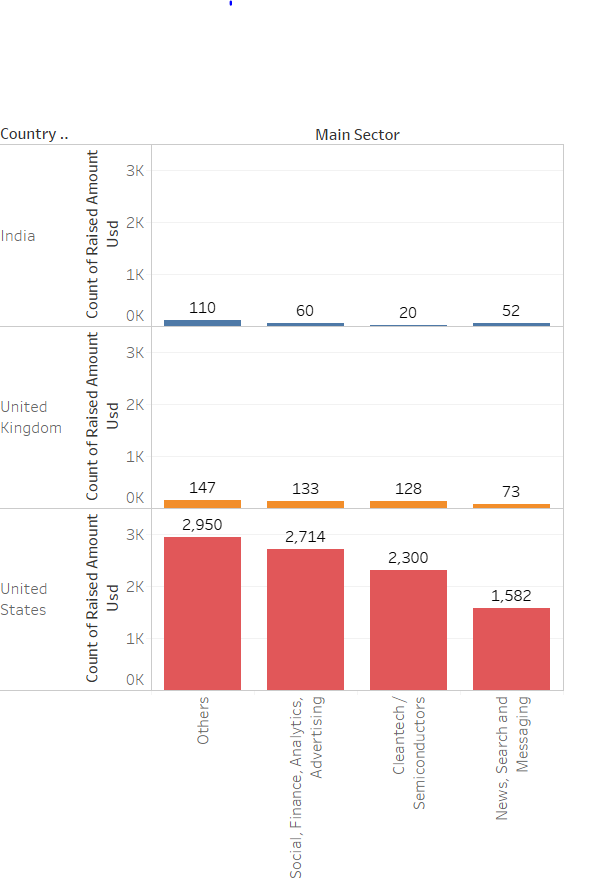 Country ..
Main Sector
India
Count of Raised Amount
Usd
3K
2K
1K
0K
110
60
20
52
United
Kingdom
Count of Raised Amount
Usd
3K
2K
1K
0K
147
133
128
73
United
States
Count of Raised Amount
Usd
3K
2K
1K
0K
2,950
2,714
2,300
1,582
Others
Social, Finance, Analytics,
Advertising
Cleantech /
Semiconductors
News, Search and
Messaging